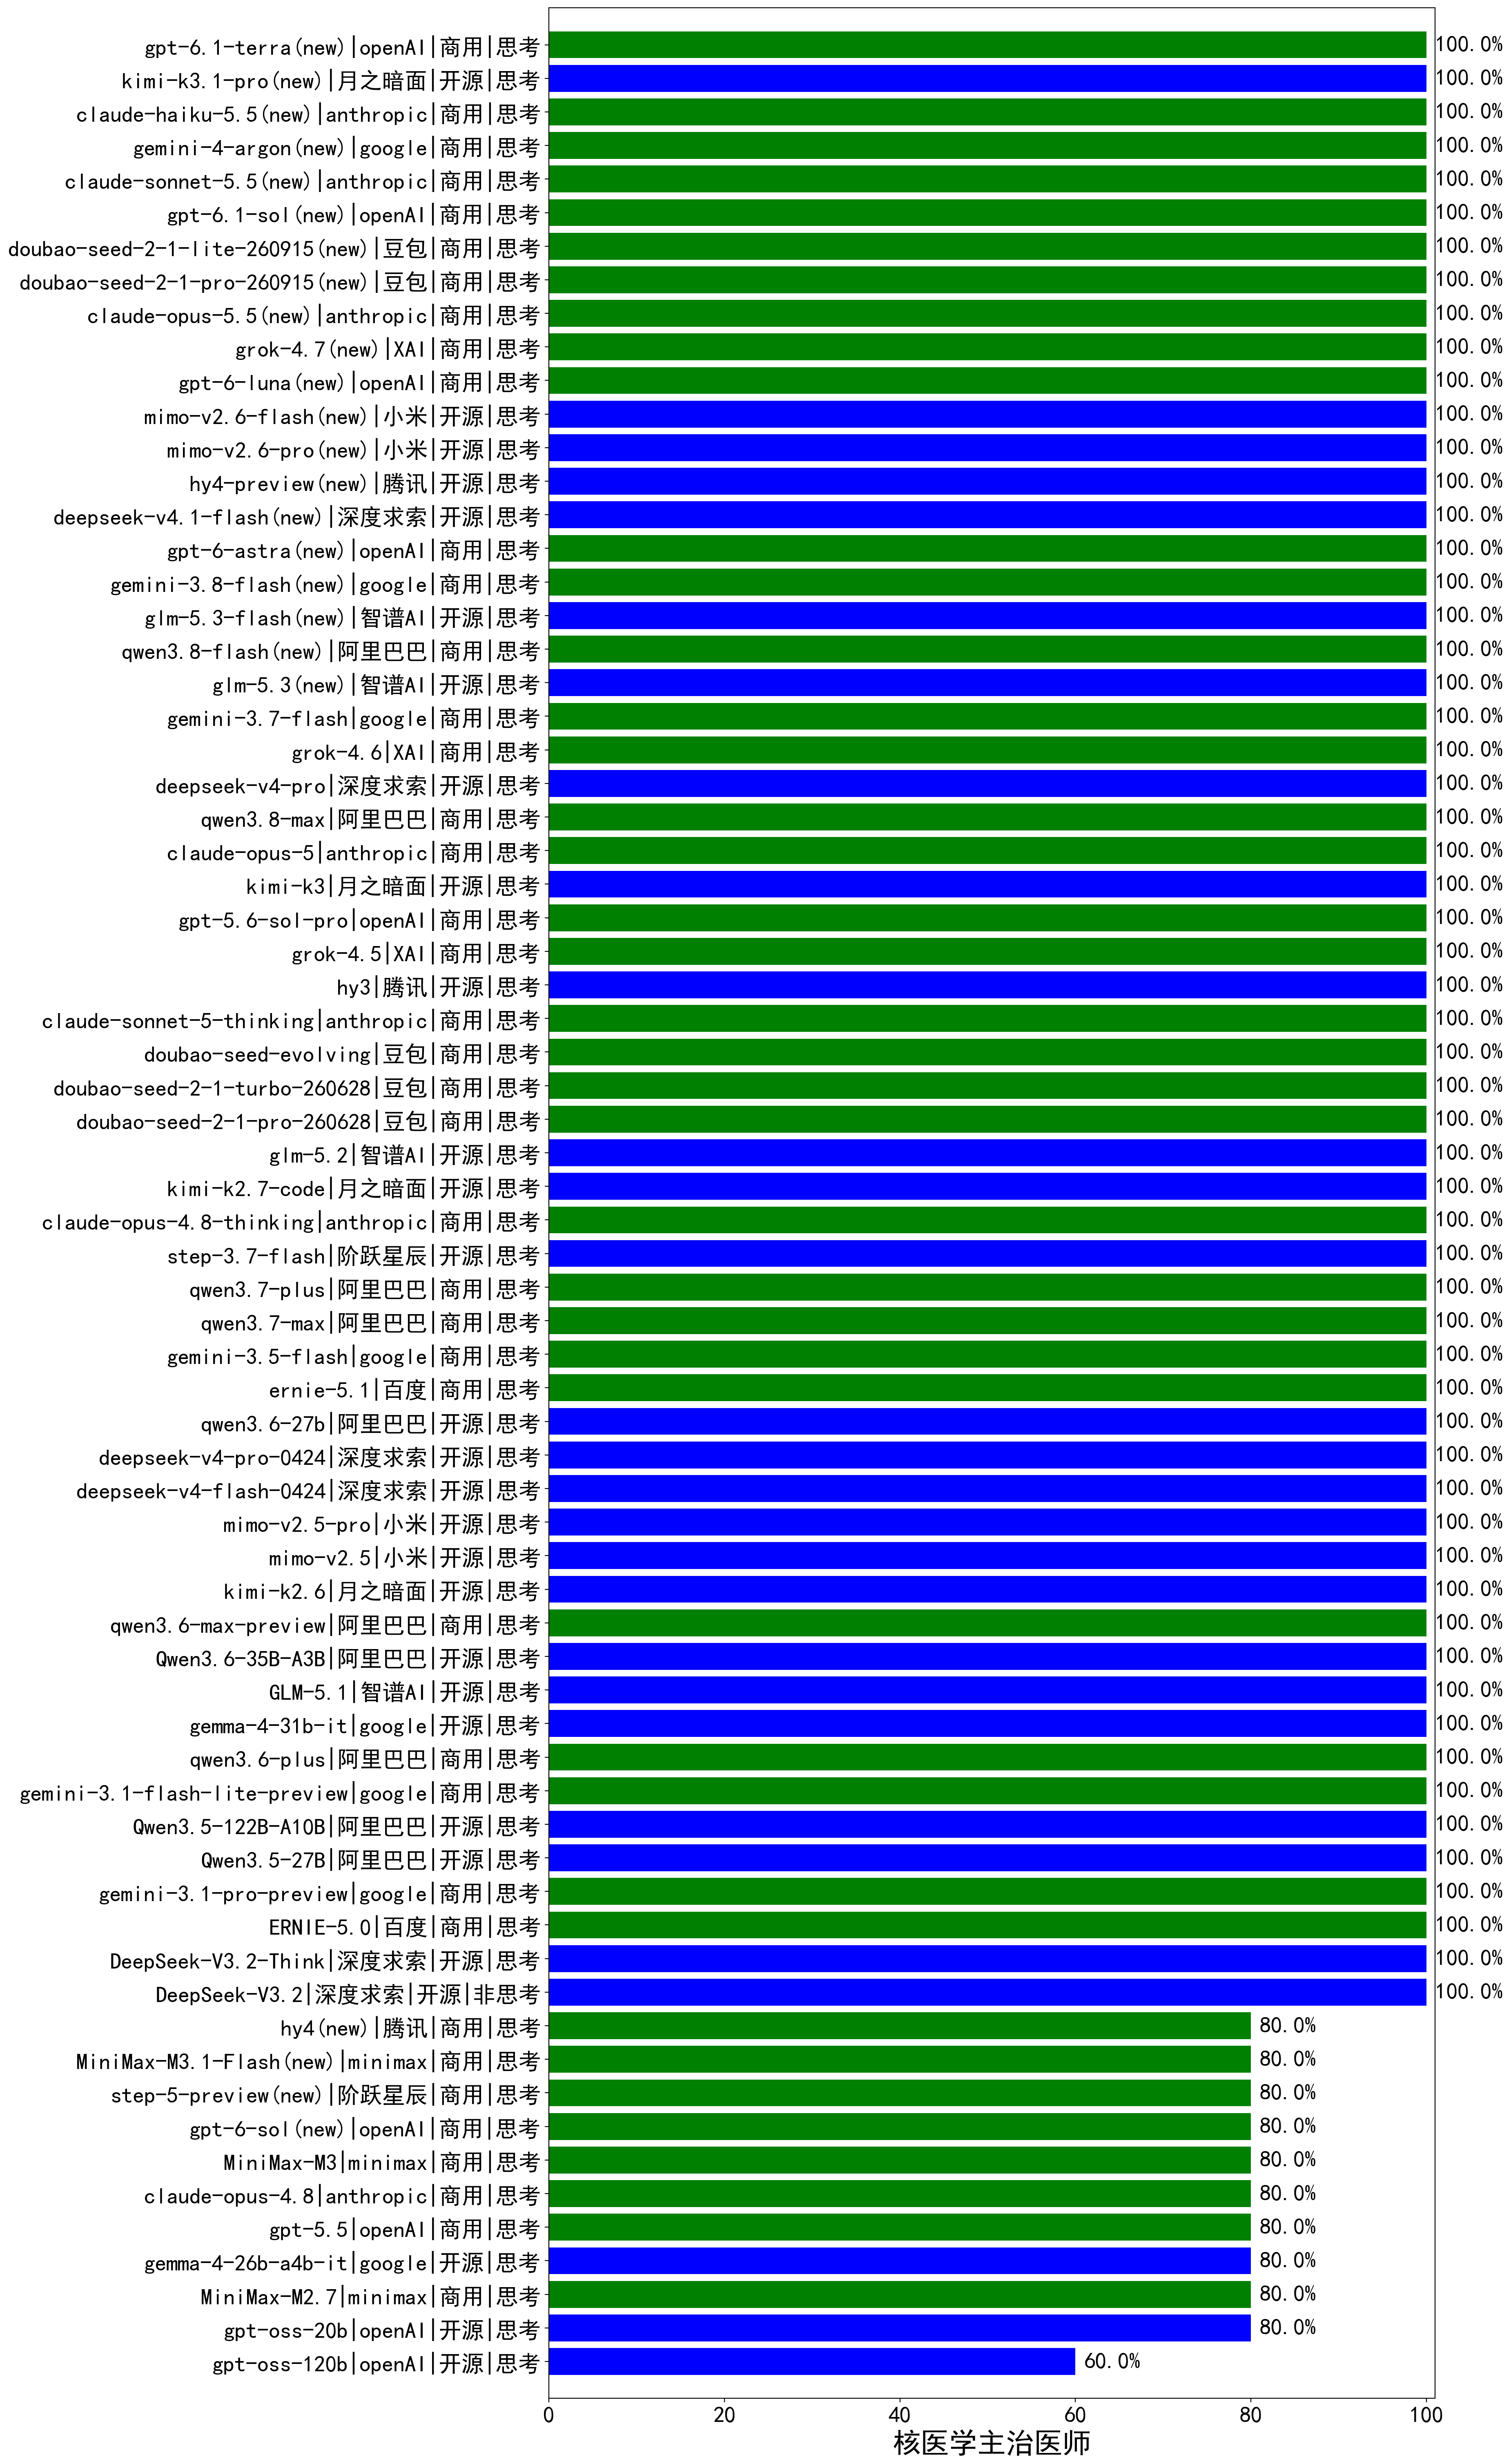 gpt-6.1-terra(new)|openAI|商用|思考 100.0%
kimi-k3.1-pro(new)|月之暗面|开源|思考 100.0%
claude-haiku-5.5(new)|anthropic|商用|思考 100.0%
gemini-4-argon(new)|google|商用|思考 100.0%
claude-sonnet-5.5(new)|anthropic|商用|思考 100.0%
gpt-6.1-sol(new)|openAI|商用|思考 100.0%
doubao-seed-2-1-lite-260915(new)|豆包|商用|思考 100.0%
doubao-seed-2-1-pro-260915(new)|豆包|商用|思考 100.0%
claude-opus-5.5(new)|anthropic|商用|思考 100.0%
grok-4.7(new)|XAI|商用|思考 100.0%
gpt-6-luna(new)|openAI|商用|思考 100.0%
mimo-v2.6-flash(new)|小米|开源|思考 100.0%
mimo-v2.6-pro(new)|小米|开源|思考 100.0%
hy4-preview(new)|腾讯|开源|思考 100.0%
deepseek-v4.1-flash(new)|深度求索|开源|思考 100.0%
gpt-6-astra(new)|openAI|商用|思考 100.0%
gemini-3.8-flash(new)|google|商用|思考 100.0%
glm-5.3-flash(new)|智谱AI|开源|思考 100.0%
qwen3.8-flash(new)|阿里巴巴|商用|思考 100.0%
glm-5.3(new)|智谱AI|开源|思考 100.0%
gemini-3.7-flash|google|商用|思考 100.0%
grok-4.6|XAI|商用|思考 100.0%
deepseek-v4-pro|深度求索|开源|思考 100.0%
qwen3.8-max|阿里巴巴|商用|思考 100.0%
claude-opus-5|anthropic|商用|思考 100.0%
kimi-k3|月之暗面|开源|思考 100.0%
gpt-5.6-sol-pro|openAI|商用|思考 100.0%
grok-4.5|XAI|商用|思考 100.0%
hy3|腾讯|开源|思考 100.0%
claude-sonnet-5-thinking|anthropic|商用|思考 100.0%
doubao-seed-evolving|豆包|商用|思考 100.0%
doubao-seed-2-1-turbo-260628|豆包|商用|思考 100.0%
doubao-seed-2-1-pro-260628|豆包|商用|思考 100.0%
glm-5.2|智谱AI|开源|思考 100.0%
kimi-k2.7-code|月之暗面|开源|思考 100.0%
claude-opus-4.8-thinking|anthropic|商用|思考 100.0%
step-3.7-flash|阶跃星辰|开源|思考 100.0%
qwen3.7-plus|阿里巴巴|商用|思考 100.0%
qwen3.7-max|阿里巴巴|商用|思考 100.0%
gemini-3.5-flash|google|商用|思考 100.0%
ernie-5.1|百度|商用|思考 100.0%
qwen3.6-27b|阿里巴巴|开源|思考 100.0%
deepseek-v4-pro-0424|深度求索|开源|思考 100.0%
deepseek-v4-flash-0424|深度求索|开源|思考 100.0%
mimo-v2.5-pro|小米|开源|思考 100.0%
mimo-v2.5|小米|开源|思考 100.0%
kimi-k2.6|月之暗面|开源|思考 100.0%
qwen3.6-max-preview|阿里巴巴|商用|思考 100.0%
Qwen3.6-35B-A3B|阿里巴巴|开源|思考 100.0%
GLM-5.1|智谱AI|开源|思考 100.0%
gemma-4-31b-it|google|开源|思考 100.0%
qwen3.6-plus|阿里巴巴|商用|思考 100.0%
gemini-3.1-flash-lite-preview|google|商用|思考 100.0%
Qwen3.5-122B-A10B|阿里巴巴|开源|思考 100.0%
Qwen3.5-27B|阿里巴巴|开源|思考 100.0%
gemini-3.1-pro-preview|google|商用|思考 100.0%
ERNIE-5.0|百度|商用|思考 100.0%
DeepSeek-V3.2-Think|深度求索|开源|思考 100.0%
DeepSeek-V3.2|深度求索|开源|非思考 100.0%
hy4(new)|腾讯|商用|思考 80.0%
MiniMax-M3.1-Flash(new)|minimax|商用|思考 80.0%
step-5-preview(new)|阶跃星辰|商用|思考 80.0%
gpt-6-sol(new)|openAI|商用|思考 80.0%
MiniMax-M3|minimax|商用|思考 80.0%
claude-opus-4.8|anthropic|商用|思考 80.0%
gpt-5.5|openAI|商用|思考 80.0%
gemma-4-26b-a4b-it|google|开源|思考 80.0%
MiniMax-M2.7|minimax|商用|思考 80.0%
gpt-oss-20b|openAI|开源|思考 80.0%
gpt-oss-120b|openAI|开源|思考 60.0%
0 20 40 60 80 100
核医学主治医师